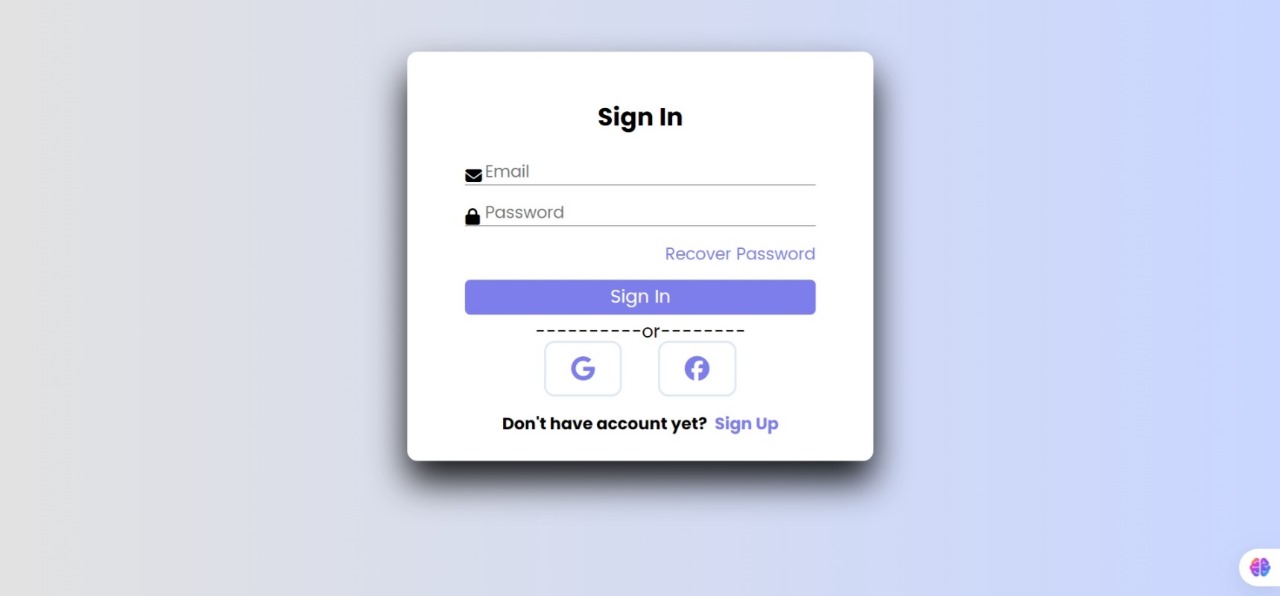 Sign In
Email
Password
Recover Password
Sign In
----------or--------
Don't have account yet? Sign Up